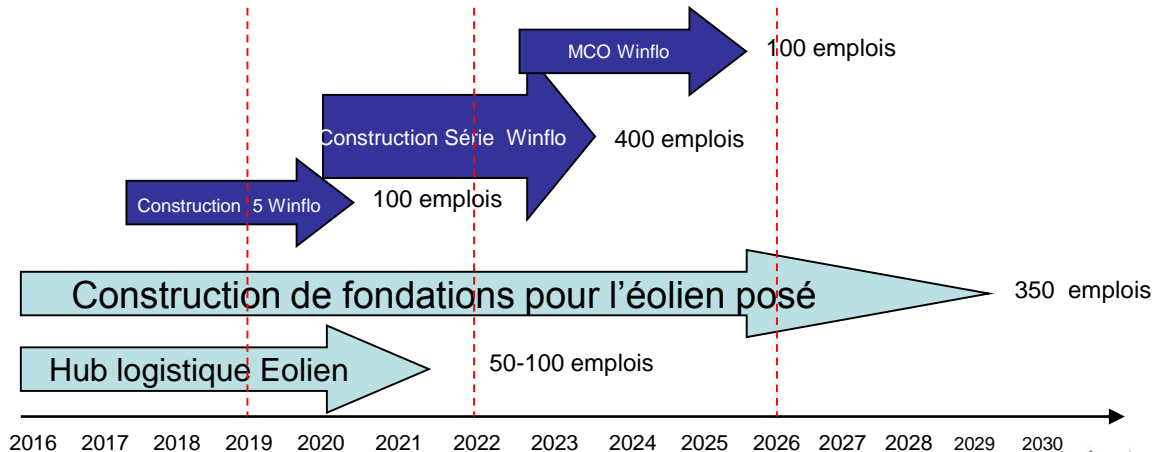 MCO Winflo
100 emplois
Construction Série Winflo
400 emplois
Construction 5 Winflo
100 emplois
Construction de fondations pour l'éolien posé
350 emplois
Hub logistique Eolien
50-100 emplois
2016 2017 2018 2019 2020 2021 2022 2023 2024 2025 2026 2027 2028 2029 2030